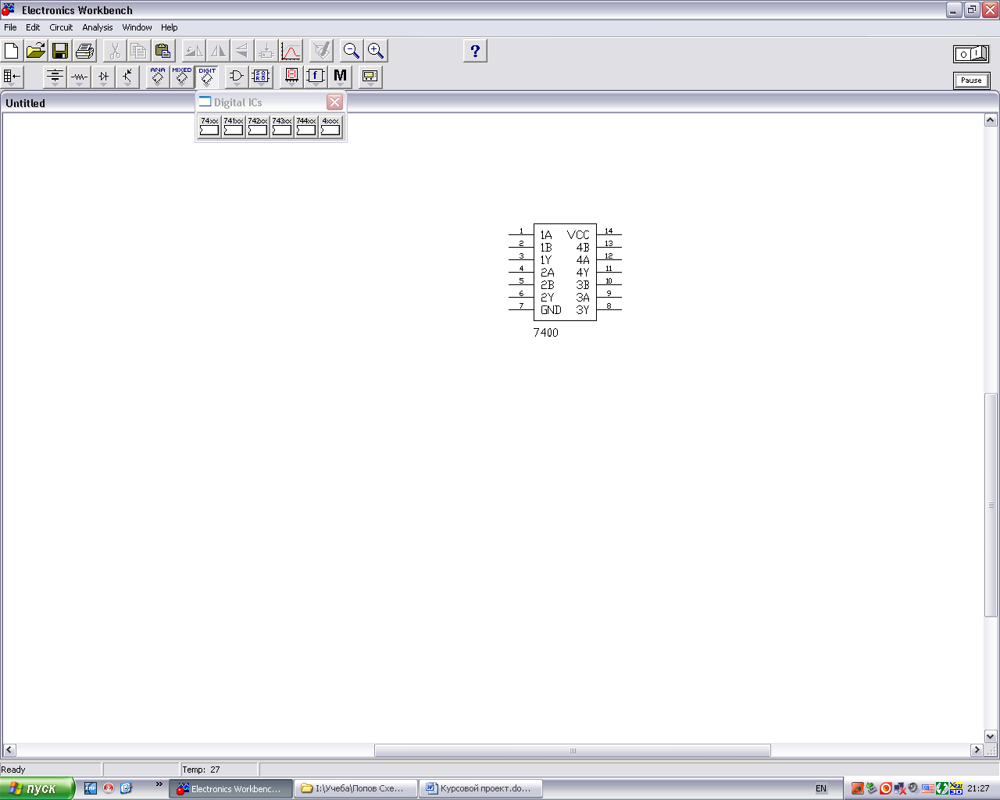 Electronics Workbench
File Edit Circuit Analysis Window Help
?
0 1
ANA MIXED DIGIT
f M
Pause
Untitled
Digital ICs
74xx 741xx 742xx 743xx 744xx 4xxx
1 1A VCC 14
2 1B 4B 13
3 1Y 4A 12
4 2A 4Y 11
5 2B 3B 10
6 2Y 3A 9
7 GND 3Y 8
7400
Ready Temp: 27
пуск
KMP
»
Electronics Workbenc...
I:\Учеба\Попов Схе...
Курсовой проект.do...
EN
21:27